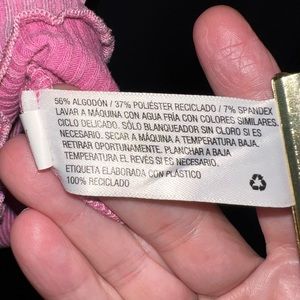 56% ALGODÓN / 37% POLIÉSTER RECICLADO / 7% SPANDEX
LAVAR A MÁQUINA CON AGUA FRÍA CON COLORES SIMILARES.
CICLO DELICADO. SÓLO BLANQUEADOR SIN CLORO SI ES
NECESARIO. SECAR A MÁQUINA A TEMPERATURA BAJA.
RETIRAR OPORTUNAMENTE. PLANCHAR A BAJA
TEMPERATURA EL REVÉS SI ES NECESARIO.
ETIQUETA ELABORADA CON PLÁSTICO
100% RECICLADO